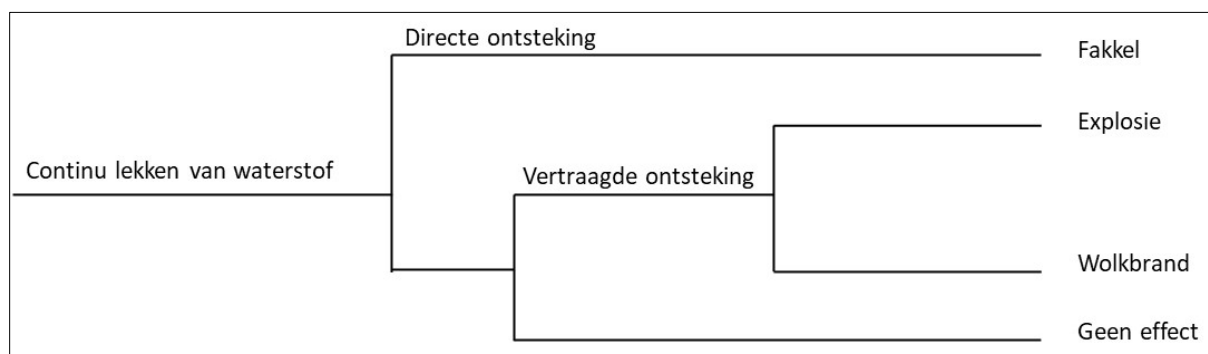 Directe ontsteking
Fakkel
Explosie
Continu lekken van waterstof
Vertraagde ontsteking
Wolkbrand
Geen effect